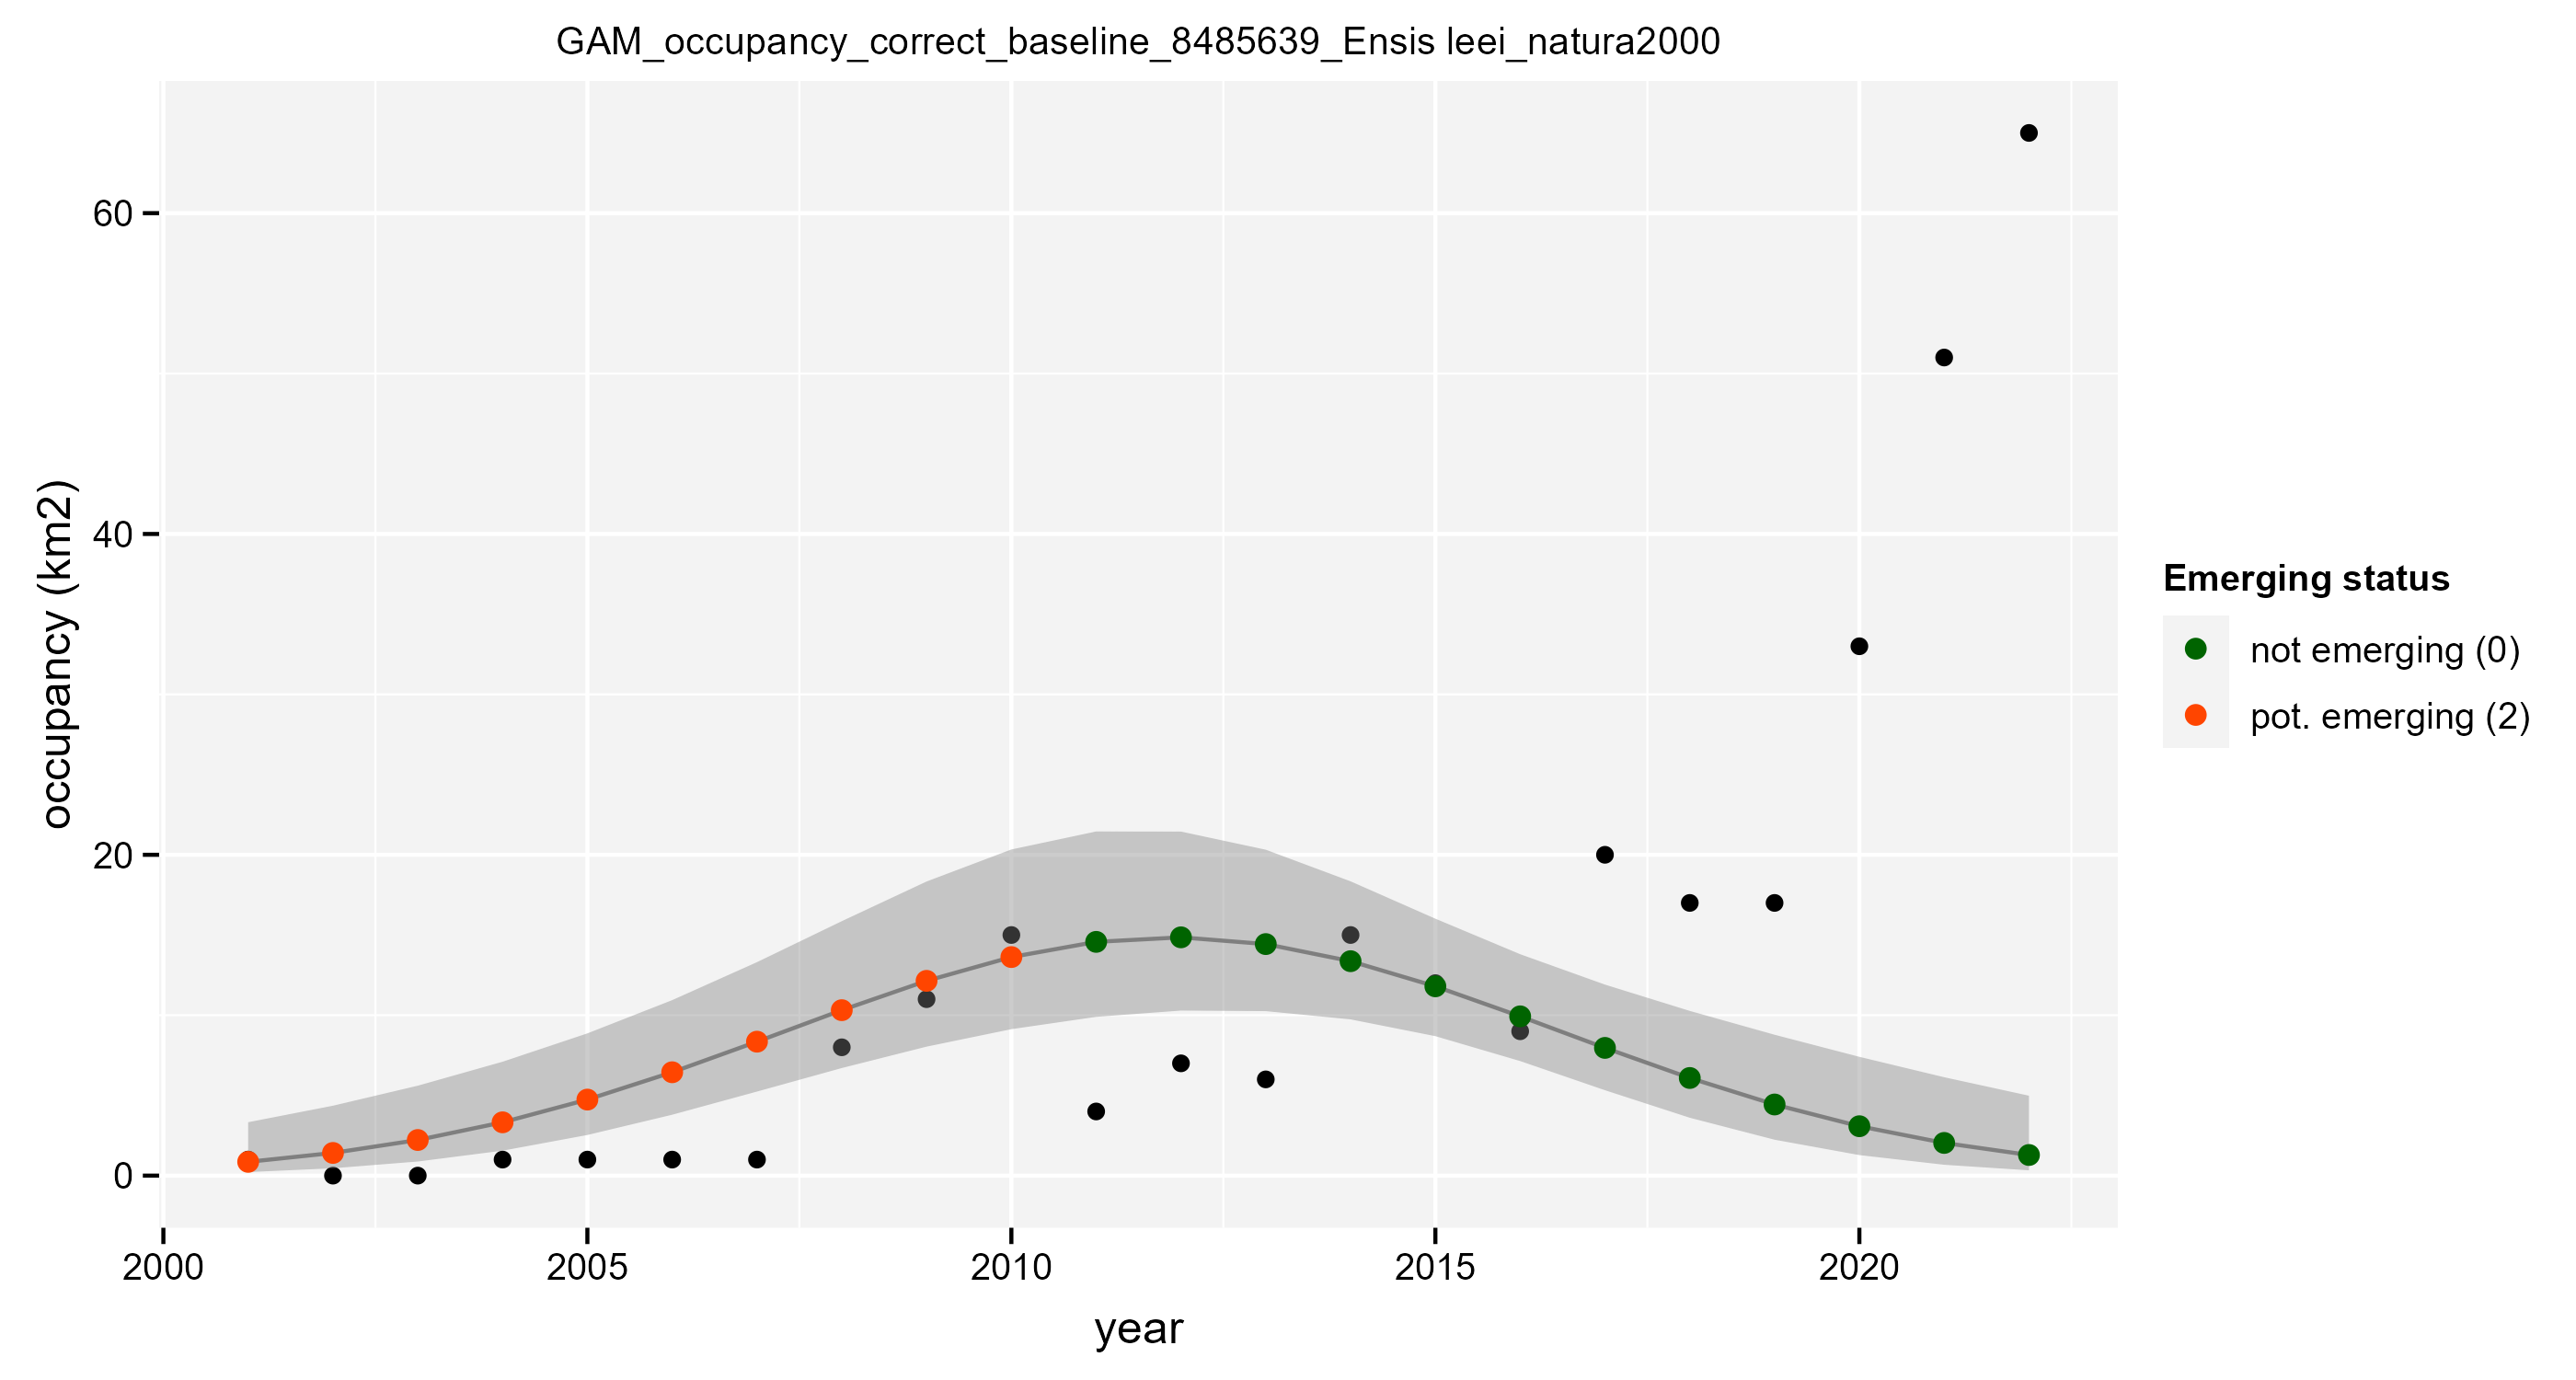 GAM_occupancy_correct_baseline_8485639_Ensis leei_natura2000
occupancy (km2)
60
40
20
0
2000
2005
2010
2015
2020
year
Emerging status
not emerging (0)
pot. emerging (2)